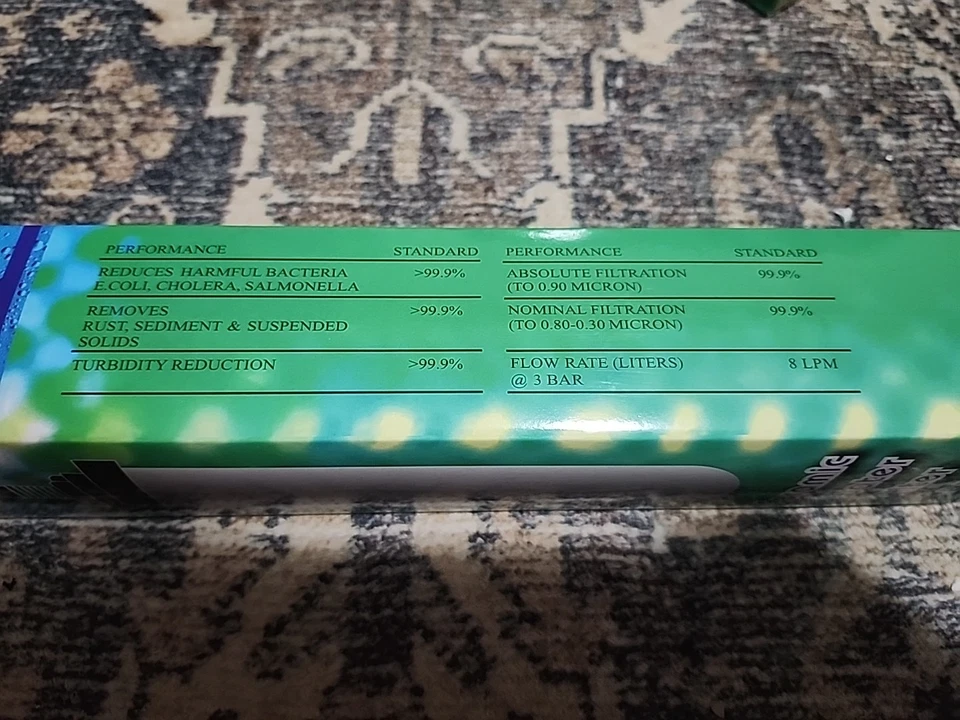 PERFORMANCE STANDARD
REDUCES HARMFUL BACTERIA >99.9%
E.COLI, CHOLERA, SALMONELLA
REMOVES >99.9%
RUST, SEDIMENT & SUSPENDED
SOLIDS
TURBIDITY REDUCTION >99.9%
PERFORMANCE STANDARD
ABSOLUTE FILTRATION 99.9%
(TO 0.90 MICRON)
NOMINAL FILTRATION 99.9%
(TO 0.80-0.30 MICRON)
FLOW RATE (LITERS) 8 LPM
@ 3 BAR